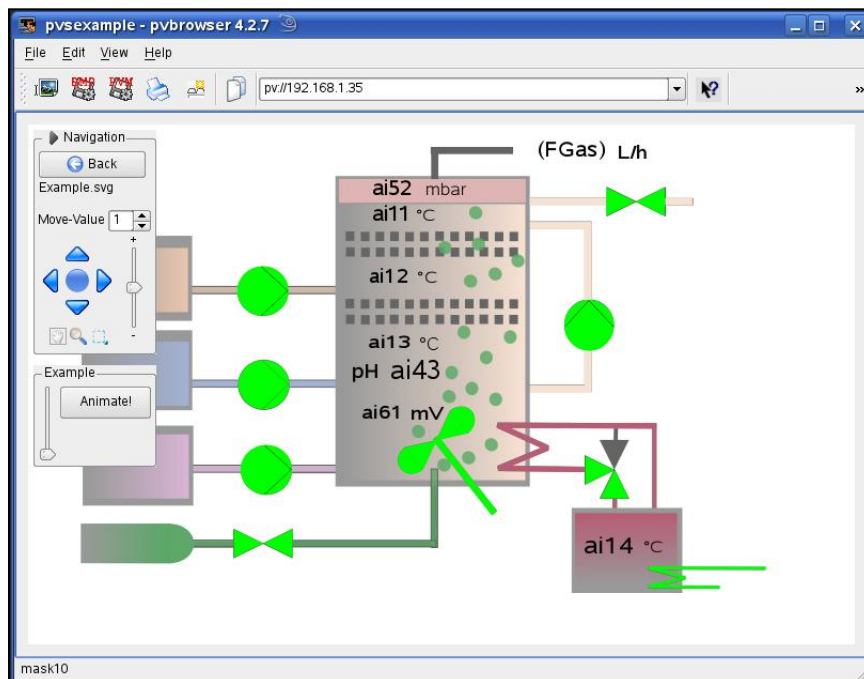 pvsexample - pvbrowser 4.2.7
File Edit View Help
pv://192.168.1.35
»
Navigation
Back
Example.svg
Move-Value 1
+
-
Example
Animate!
(FGas) L/h
ai52 mbar
ai11 °C
ai12 °C
ai13 °C
pH ai43
ai61 mV
ai14 °C
mask10